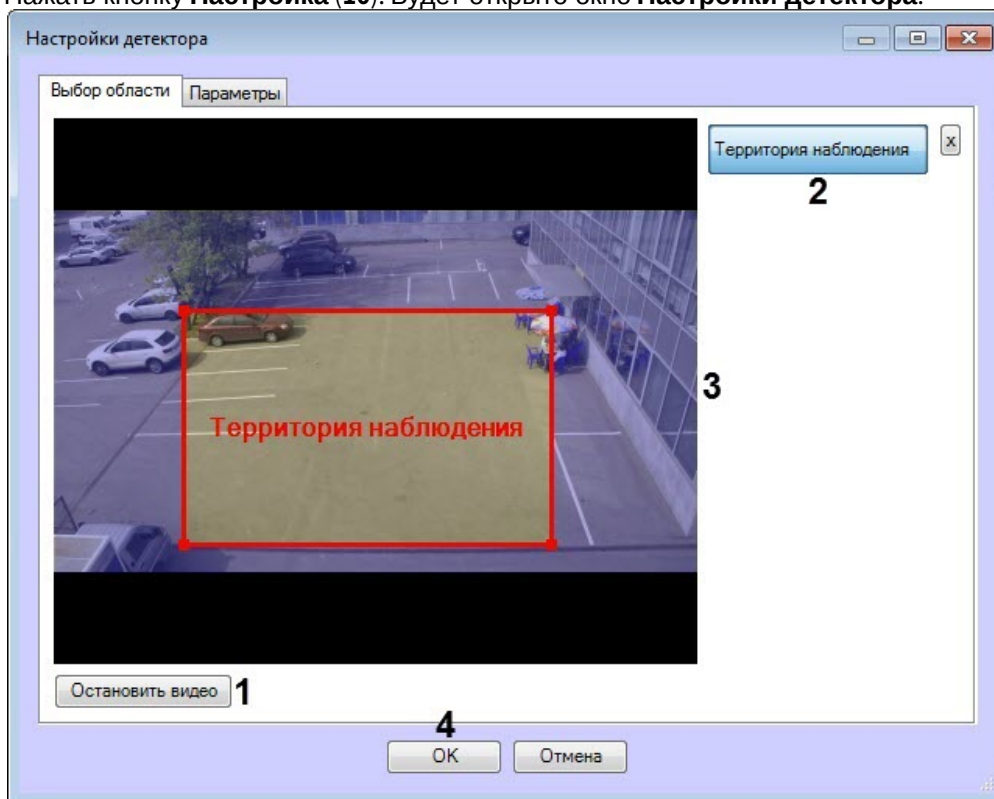 Нажать кнопку Настройка (10). Будет открыто окно Настройки детектора.
Настройки детектора
Выбор области Параметры
Территория наблюдения x
2
3
Территория наблюдения
Остановить видео 1
4
OK Отмена